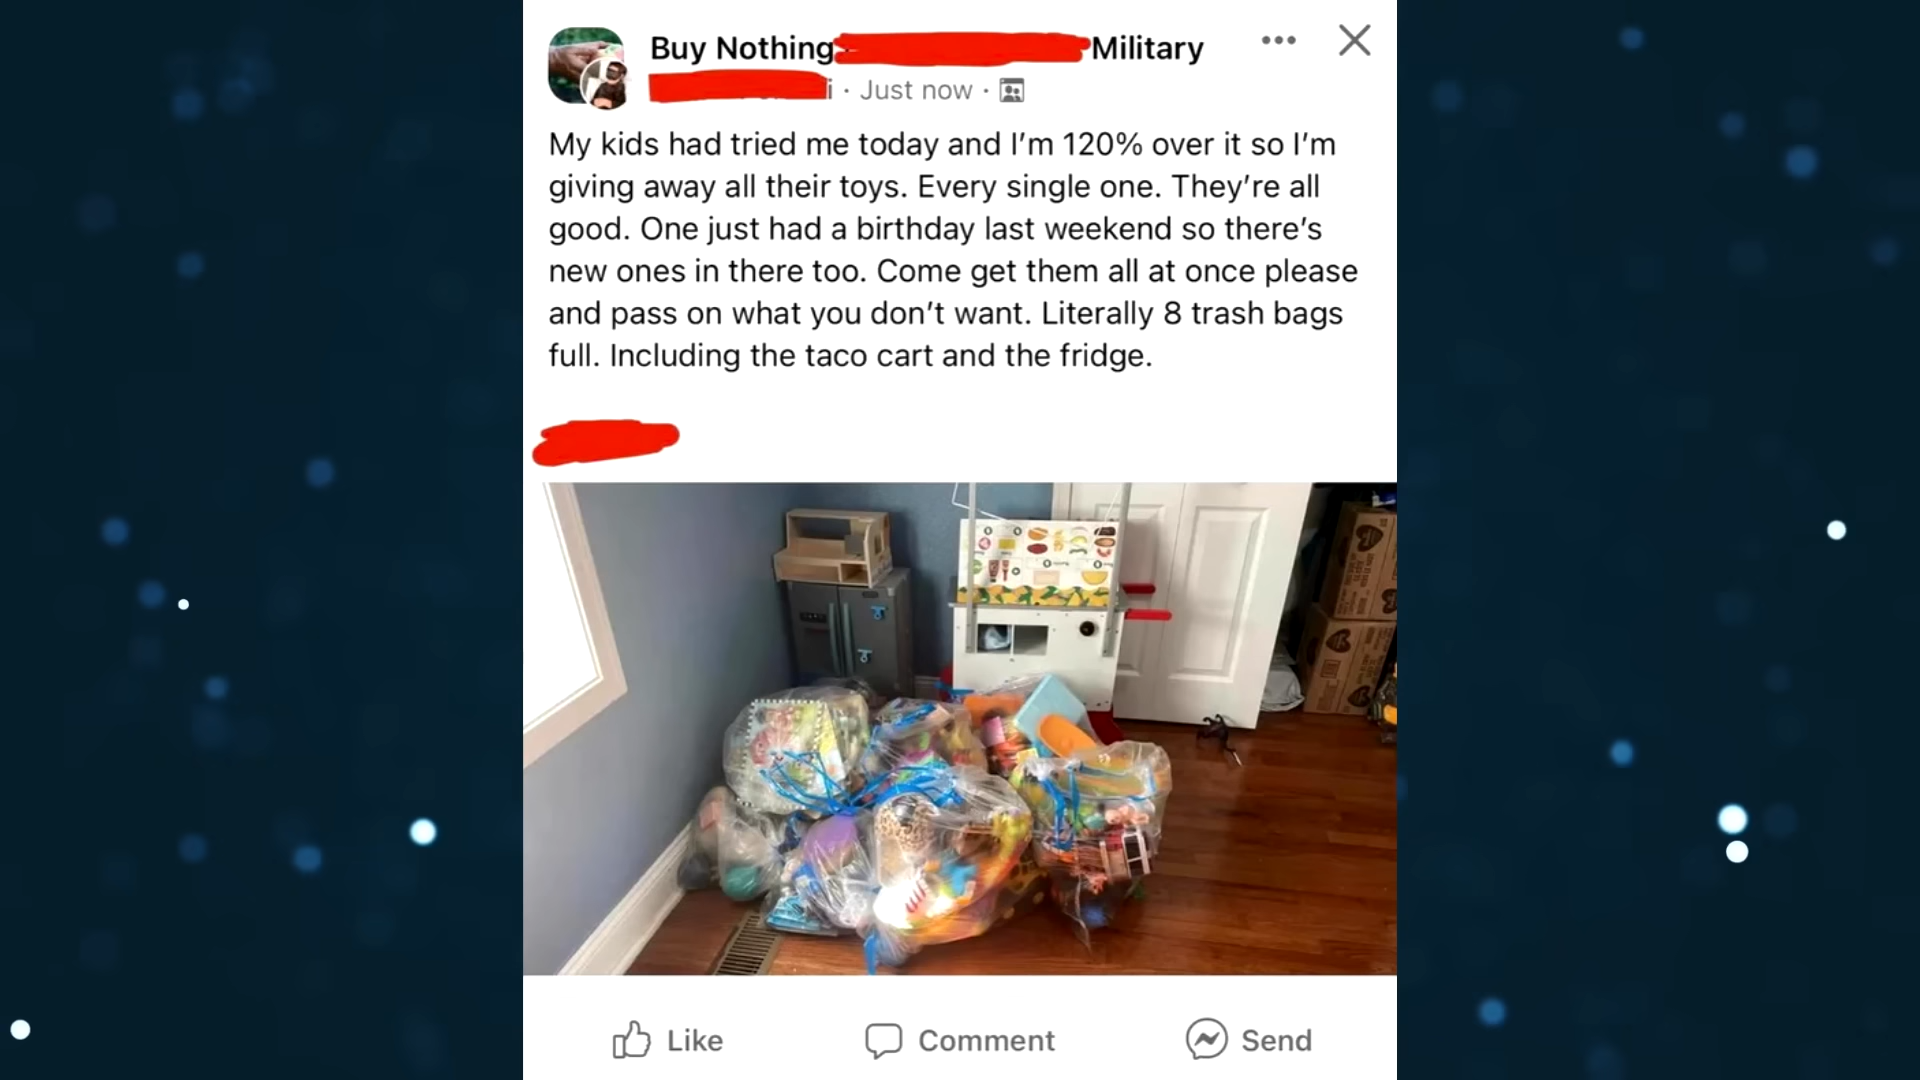 Buy Nothing Military
i · Just now ·
My kids had tried me today and I’m 120% over it so I’m
giving away all their toys. Every single one. They’re all
good. One just had a birthday last weekend so there’s
new ones in there too. Come get them all at once please
and pass on what you don’t want. Literally 8 trash bags
full. Including the taco cart and the fridge.
Like
Comment
Send